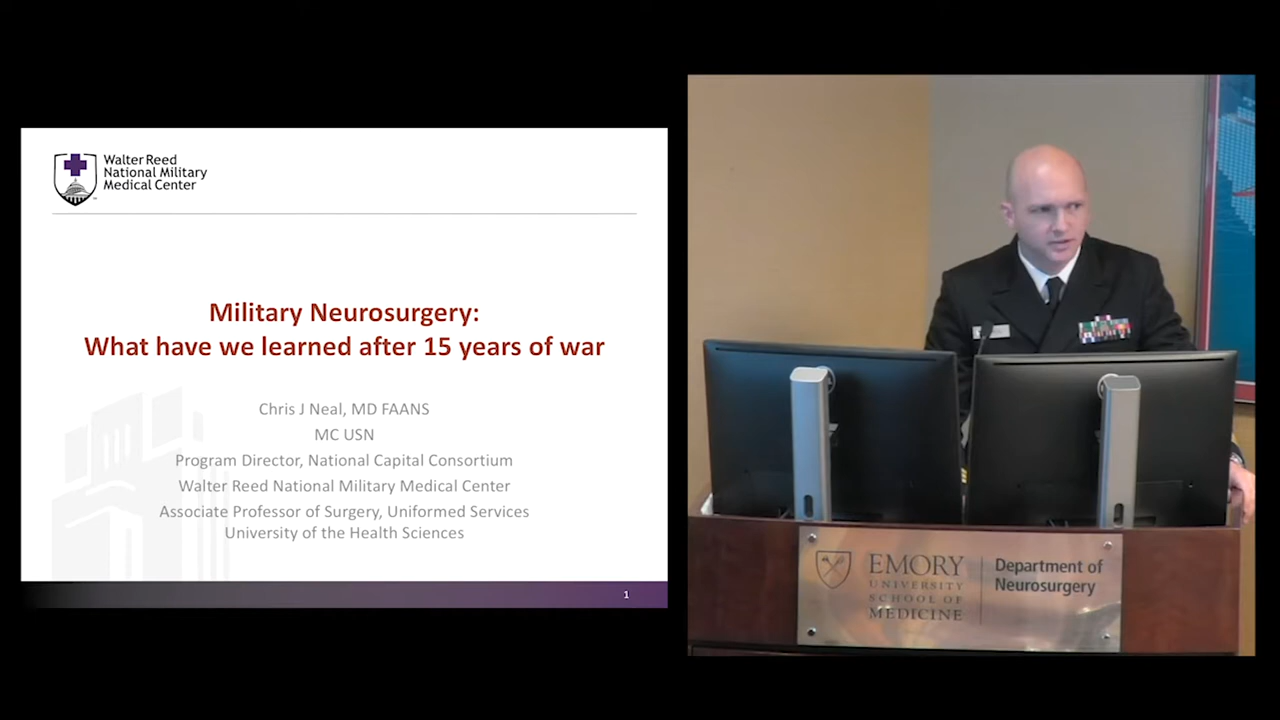 Walter Reed
National Military
Medical Center
Military Neurosurgery:
What have we learned after 15 years of war
Chris J Neal, MD FAANS
MC USN
Program Director, National Capital Consortium
Walter Reed National Military Medical Center
Associate Professor of Surgery, Uniformed Services
University of the Health Sciences
1
EMORY
UNIVERSITY
SCHOOL OF
MEDICINE
Department of
Neurosurgery